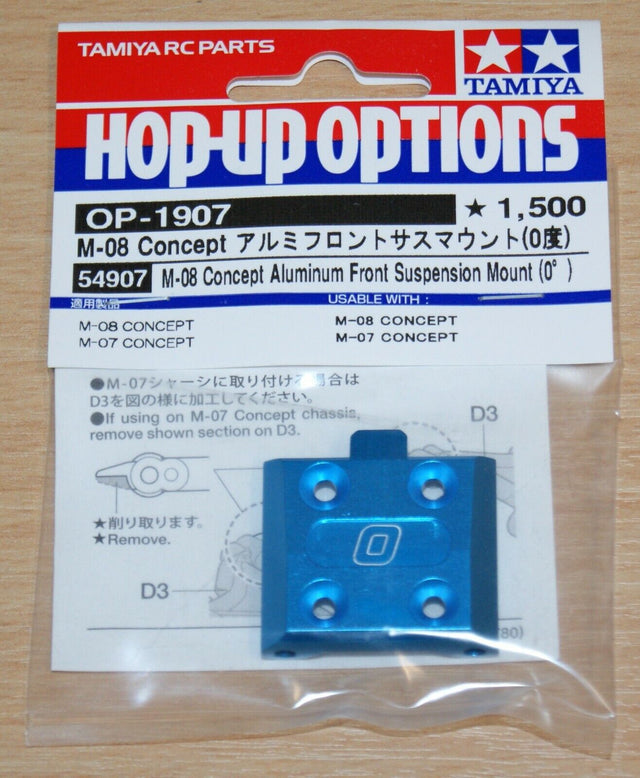 TAMIYA RC PARTS
TAMIYA
HOP-UP OPTIONS
OP-1907 ★ 1,500
M-08 Concept アルミフロントサスマウント(0度)
54907 M-08 Concept Aluminum Front Suspension Mount (0°)
適用製品 USABLE WITH :
M-08 CONCEPT M-08 CONCEPT
M-07 CONCEPT M-07 CONCEPT
●M-07シャーシに取り付ける場合は
D3を図の様に加工してください。
●If using on M-07 Concept chassis,
remove shown section on D3.
D3
★削り取ります。
★Remove.
0
D3
80)